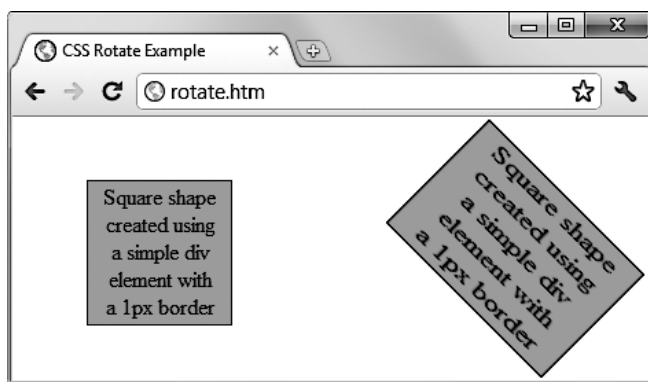 CSS Rotate Example
rotate.htm
Square shape
created using
a simple div
element with
a 1px border
Square shape
created using
a simple div
element with
a 1px border